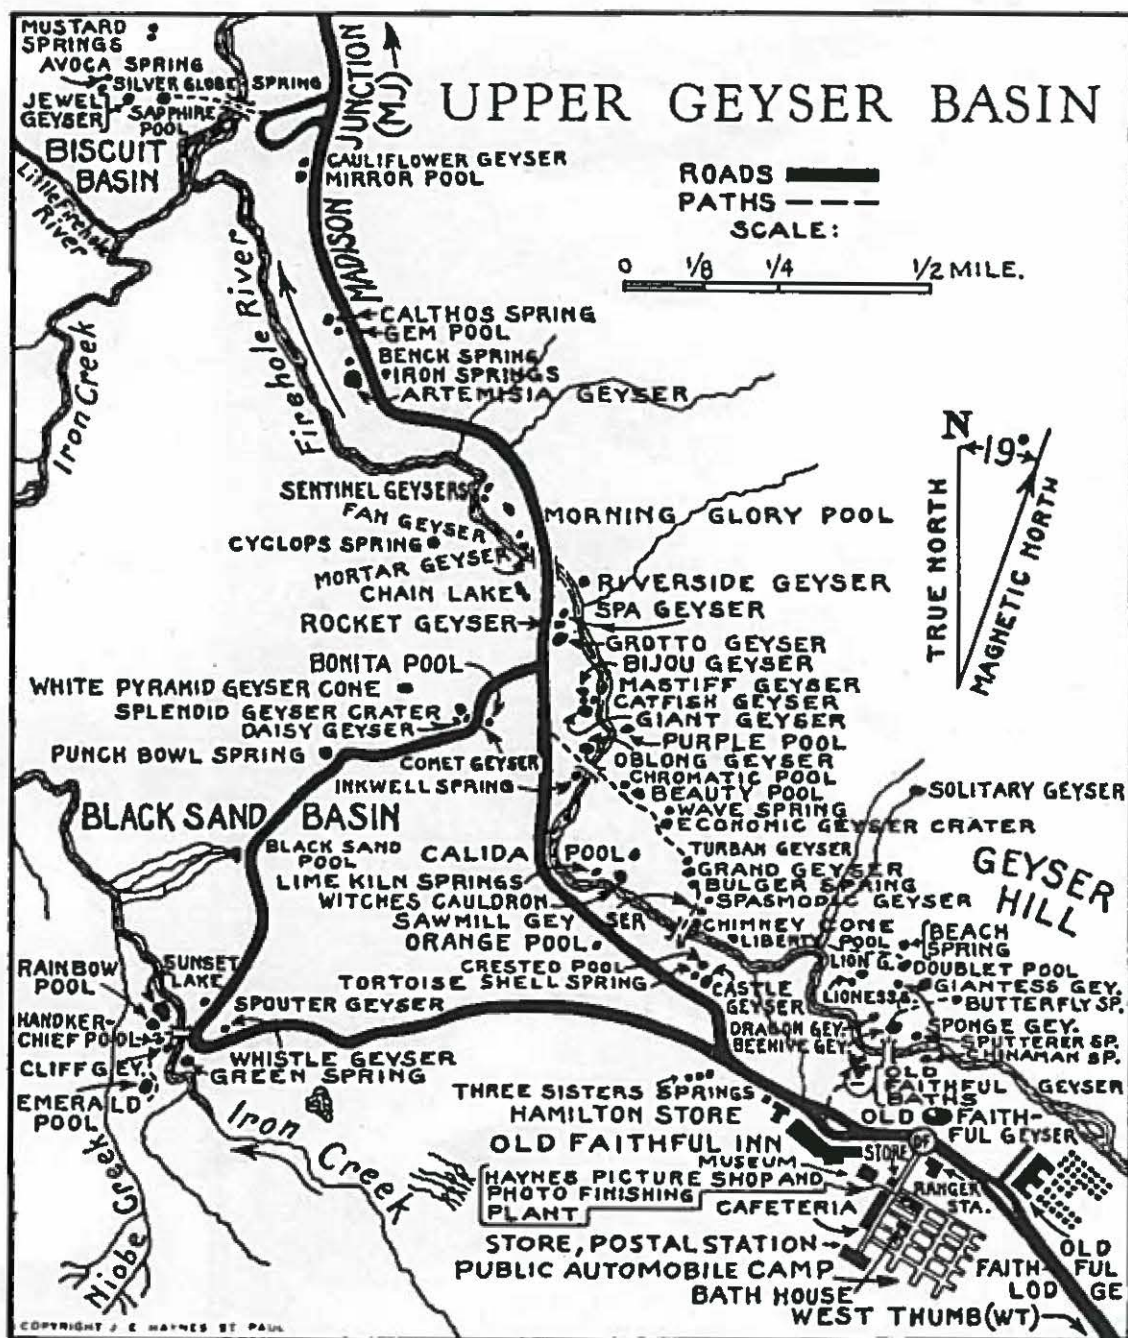 UPPER GEYSER BASIN
MUSTARD
SPRINGS
AVOCA SPRING
SILVER GLOBE SPRING
JEWEL
GEYSER
SAPPHIRE
POOL
BISCUIT
BASIN
Little Firehole
River
MADISON JUNCTION
(MJ)
CAULIFLOWER GEYSER
MIRROR POOL
ROADS
PATHS
SCALE:
0 1/8 1/4 1/2 MILE.
Firehole River
Iron Creek
CALTHOS SPRING
GEM POOL
BENCH SPRING
IRON SPRINGS
ARTEMISIA GEYSER
N
19°
TRUE NORTH
MAGNETIC NORTH
SENTINEL GEYSERS
FAN GEYSER
MORNING GLORY POOL
CYCLOPS SPRING
MORTAR GEYSER
RIVERSIDE GEYSER
CHAIN LAKE
SPA GEYSER
ROCKET GEYSER
GROTTO GEYSER
BONITA POOL
BIJOU GEYSER
WHITE PYRAMID GEYSER CONE
MASTIFF GEYSER
CATFISH GEYSER
SPLENDID GEYSER CRATER
GIANT GEYSER
DAISY GEYSER
PURPLE POOL
PUNCH BOWL SPRING
COMET GEYSER
OBLONG GEYSER
INKWELL SPRING
CHROMATIC POOL
BEAUTY POOL
SOLITARY GEYSER
WAVE SPRING
BLACK SAND BASIN
ECONOMIC GEYSER CRATER
BLACK SAND
POOL
CALIDA POOL
TURBAN GEYSER
GEYSER
HILL
LIME KILN SPRINGS
GRAND GEYSER
BULGER SPRING
WITCHES CAULDRON
SPASMODIC GEYSER
SAWMILL GEYSER
CHIMNEY CONE
ORANGE POOL
LIBERTY
POOL
BEACH
SPRING
RAINBOW
POOL
SUNSET
LAKE
CRESTED POOL
LION G.
DOUBLET POOL
TORTOISE SHELL SPRING
CASTLE
GEYSER
LIONESS G.
GIANTESS GEY.
BUTTERFLY SP.
SPOUTER GEYSER
HANDKER-
CHIEF POOL
DRAGON GEY.
BEEHIVE GEY.
SPONGE GEY.
SPUTTERER SP.
CHINAMAN SP.
CLIFF GEY.
WHISTLE GEYSER
GREEN SPRING
OLD
FAITHFUL GEYSER
BATHS
EMERALD
POOL
THREE SISTERS SPRINGS
HAMILTON STORE
OLD FAITH-
FUL GEYSER
Iron Creek
OLD FAITHFUL INN
STORE
OF
MUSEUM
RANGER
STA.
HAYNES PICTURE SHOP AND
PHOTO FINISHING
PLANT
CAFETERIA
Niobe Creek
STORE, POSTAL STATION
PUBLIC AUTOMOBILE CAMP
BATH HOUSE
OLD
FAITHFUL
LODGE
WEST THUMB (WT)
COPYRIGHT J E HAYNES ST PAUL